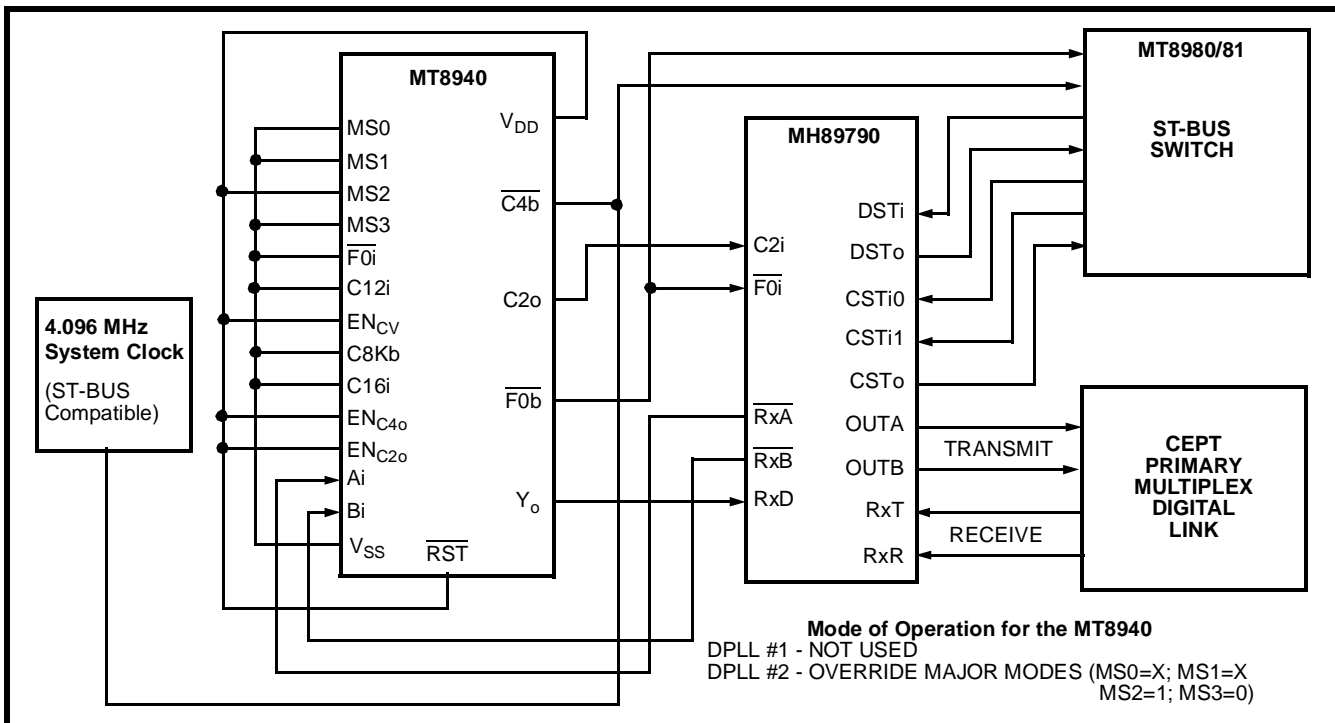 MT8940
MS0
MS1
MS2
MS3
F0i
C12i
ENCV
C8Kb
C16i
ENC4o
ENC2o
Ai
Bi
VSS
RST
VDD
C4b
C2o
F0b
Yo
4.096 MHz
System Clock
(ST-BUS
Compatible)
MH89790
C2i
F0i
RxA
RxB
RxD
DSTi
DSTo
CSTi0
CSTi1
CSTo
OUTA
OUTB
RxT
RxR
TRANSMIT
RECEIVE
MT8980/81
ST-BUS
SWITCH
CEPT
PRIMARY
MULTIPLEX
DIGITAL
LINK
Mode of Operation for the MT8940
DPLL #1 - NOT USED
DPLL #2 - OVERRIDE MAJOR MODES (MS0=X; MS1=X
MS2=1; MS3=0)